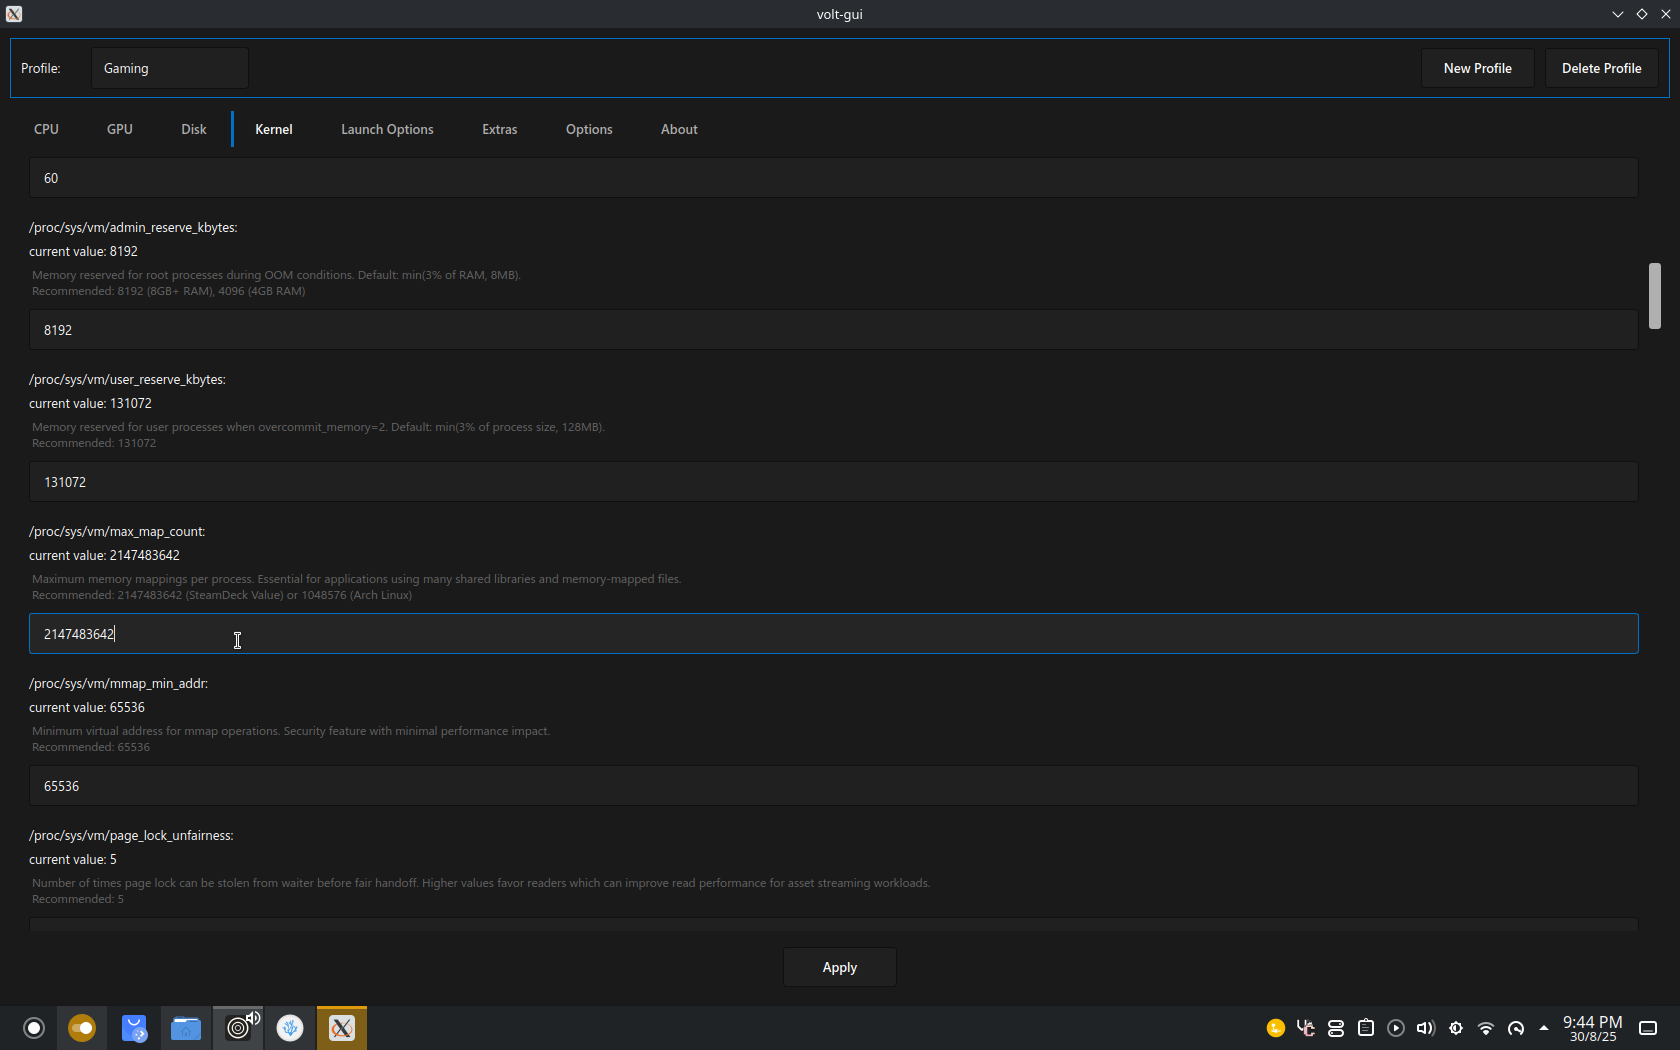 volt-gui
Profile:
Gaming
New Profile
Delete Profile
CPU
GPU
Disk
Kernel
Launch Options
Extras
Options
About
60
/proc/sys/vm/admin_reserve_kbytes:
current value: 8192
Memory reserved for root processes during OOM conditions. Default: min(3% of RAM, 8MB).
Recommended: 8192 (8GB+ RAM), 4096 (4GB RAM)
8192
/proc/sys/vm/user_reserve_kbytes:
current value: 131072
Memory reserved for user processes when overcommit_memory=2. Default: min(3% of process size, 128MB).
Recommended: 131072
131072
/proc/sys/vm/max_map_count:
current value: 2147483642
Maximum memory mappings per process. Essential for applications using many shared libraries and memory-mapped files.
Recommended: 2147483642 (SteamDeck Value) or 1048576 (Arch Linux)
2147483642
/proc/sys/vm/mmap_min_addr:
current value: 65536
Minimum virtual address for mmap operations. Security feature with minimal performance impact.
Recommended: 65536
65536
/proc/sys/vm/page_lock_unfairness:
current value: 5
Number of times page lock can be stolen from waiter before fair handoff. Higher values favor readers which can improve read performance for asset streaming workloads.
Recommended: 5
Apply
9:44 PM
30/8/25